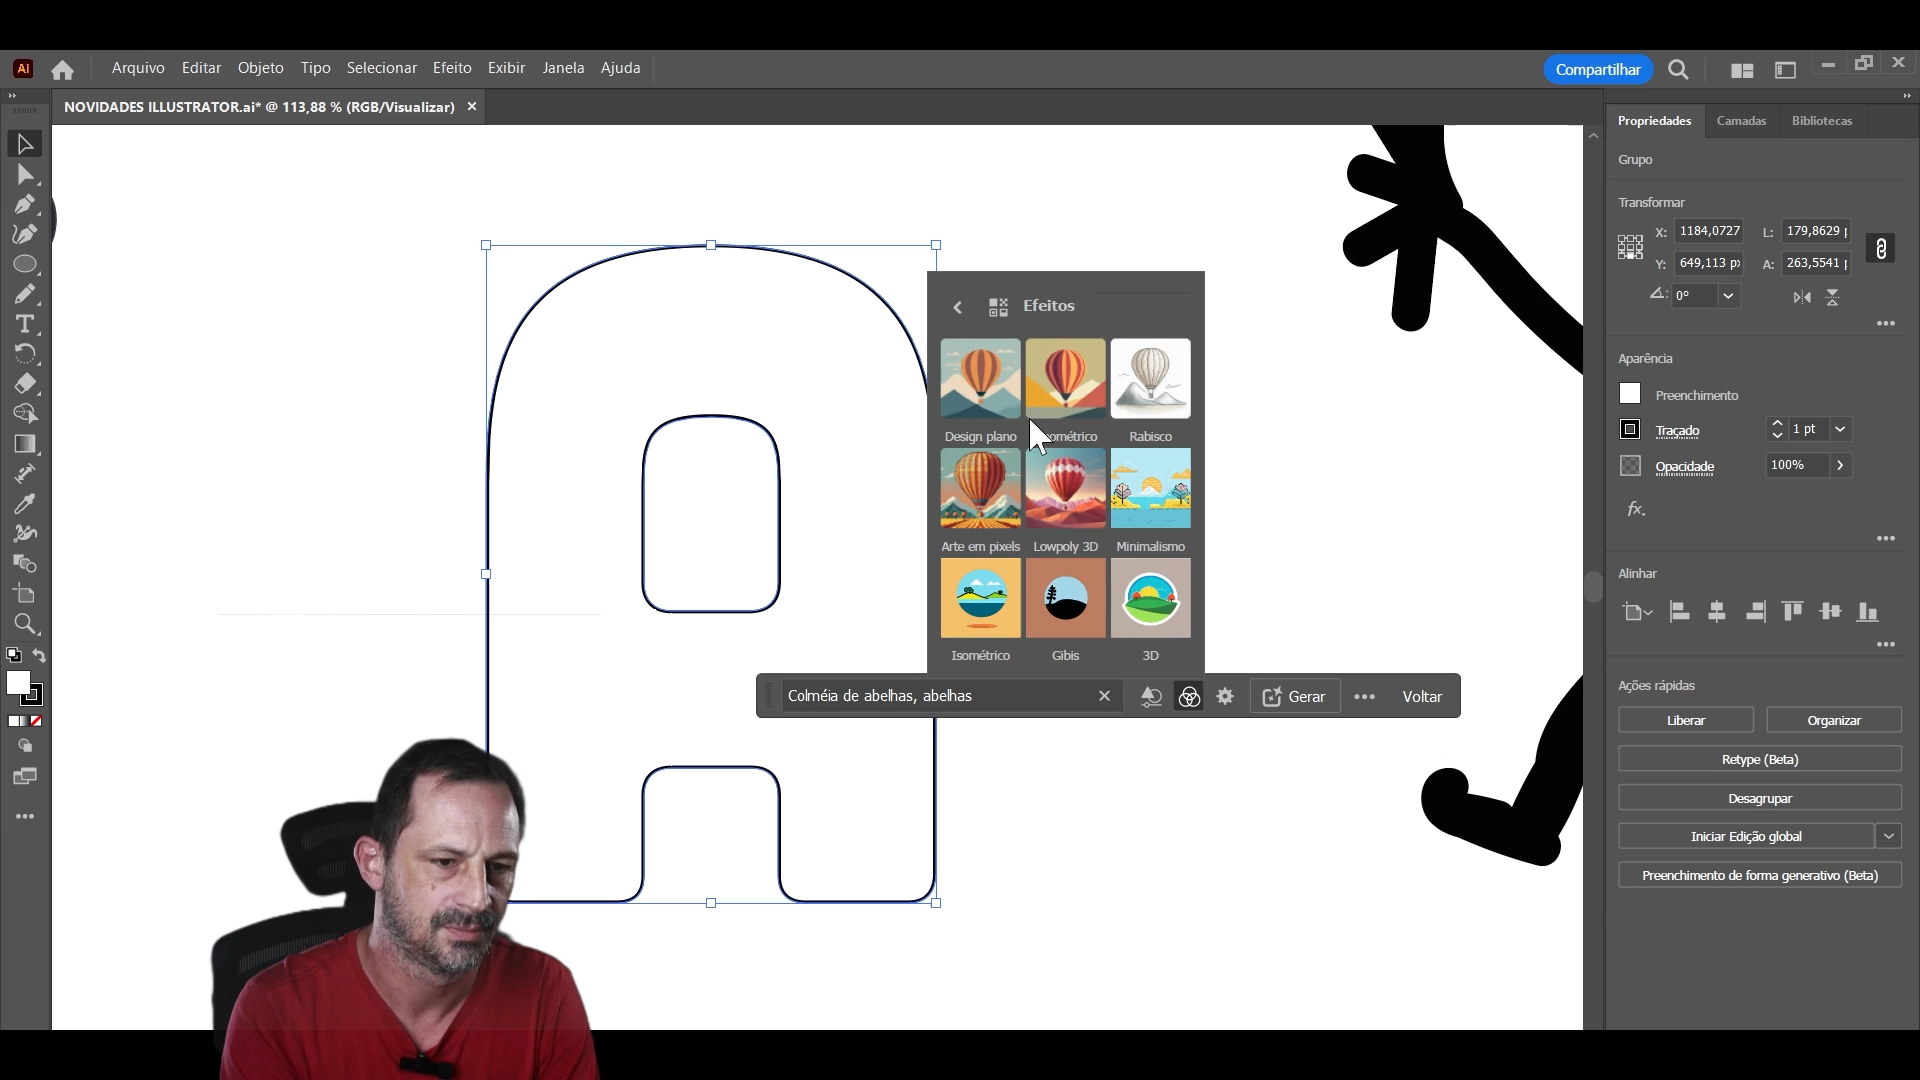 Ai
Arquivo Editar Objeto Tipo Selecionar Efeito Exibir Janela Ajuda
Compartilhar
NOVIDADES ILLUSTRATOR.ai* @ 113,88 % (RGB/Visualizar) ×
Propriedades Camadas Bibliotecas
Grupo
Transformar
X: 1184,0727 L: 179,8629
Y: 649,113 px A: 263,5541
0°
Aparência
Preenchimento
Traçado 1 pt
Opacidade 100%
fx.
Alinhar
Ações rápidas
Liberar Organizar
Retype (Beta)
Desagrupar
Iniciar Edição global
Preenchimento de forma generativo (Beta)
Efeitos
Design plano ométrico Rabisco
Arte em pixels Lowpoly 3D Minimalismo
Isométrico Gibis 3D
Colméia de abelhas, abelhas
Gerar
Voltar